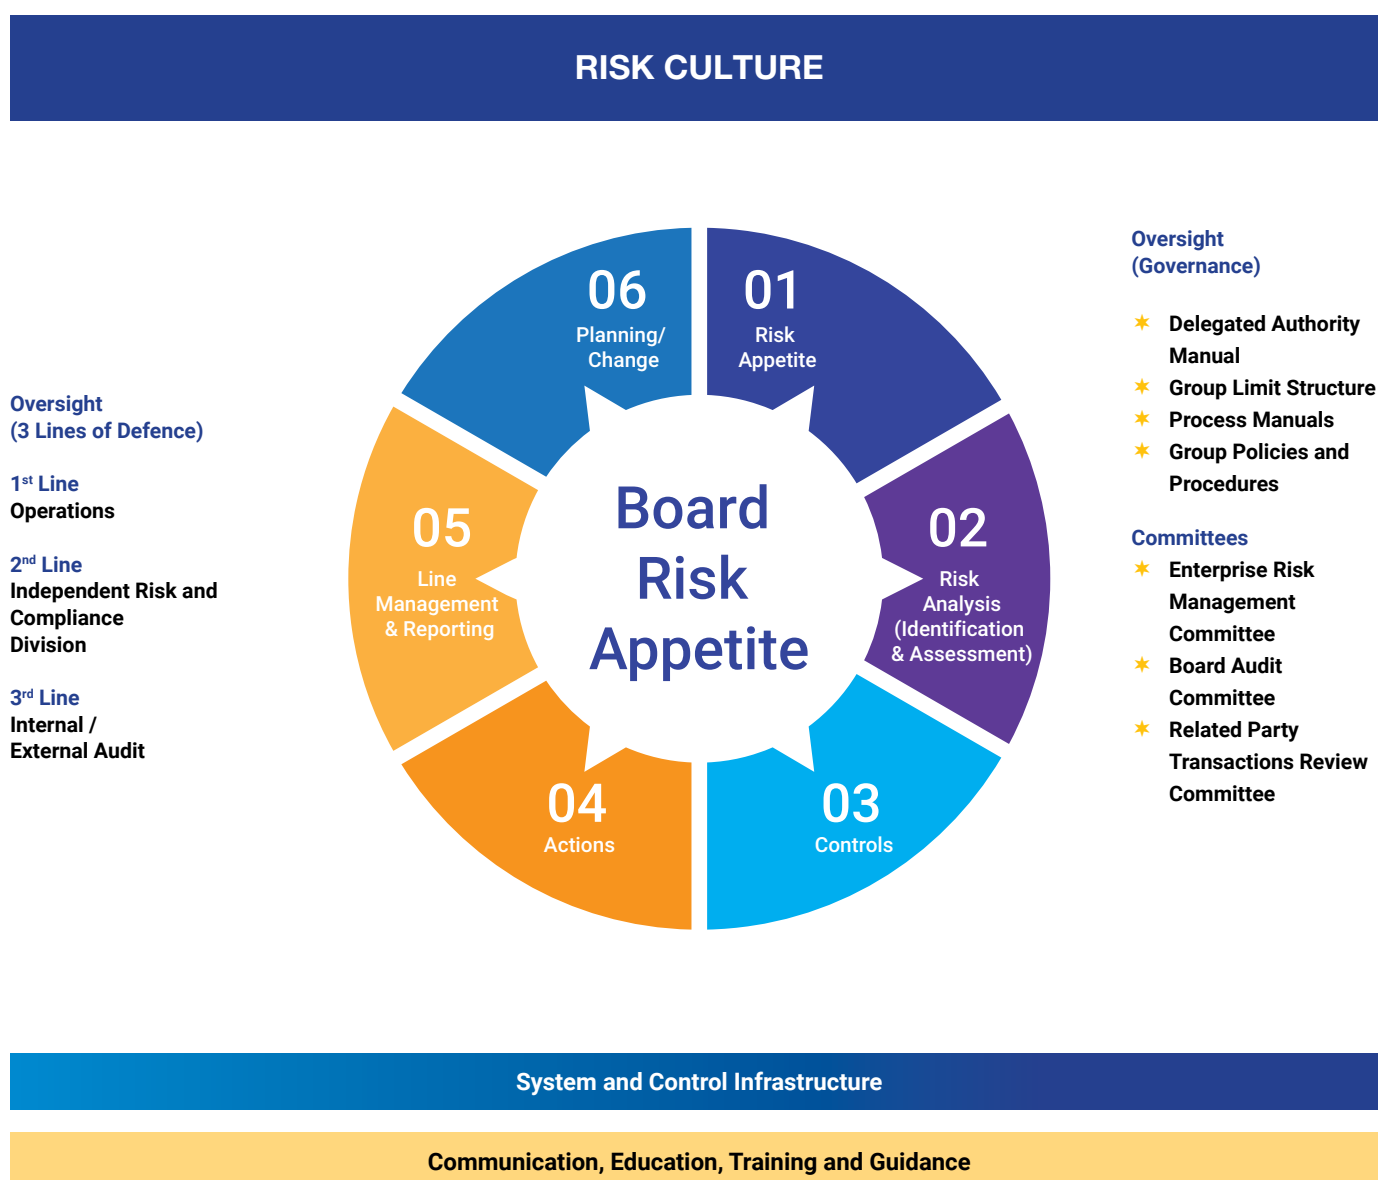 RISK CULTURE
Oversight
(3 Lines of Defence)
1st Line
Operations
2nd Line
Independent Risk and
Compliance
Division
3rd Line
Internal /
External Audit
01
Risk
Appetite
02
Risk
Analysis
(Identification
& Assessment)
03
Controls
04
Actions
05
Line
Management
& Reporting
06
Planning/
Change
Board
Risk
Appetite
Oversight
(Governance)
Delegated Authority
Manual
Group Limit Structure
Process Manuals
Group Policies and
Procedures
Committees
Enterprise Risk
Management
Committee
Board Audit
Committee
Related Party
Transactions Review
Committee
System and Control Infrastructure
Communication, Education, Training and Guidance